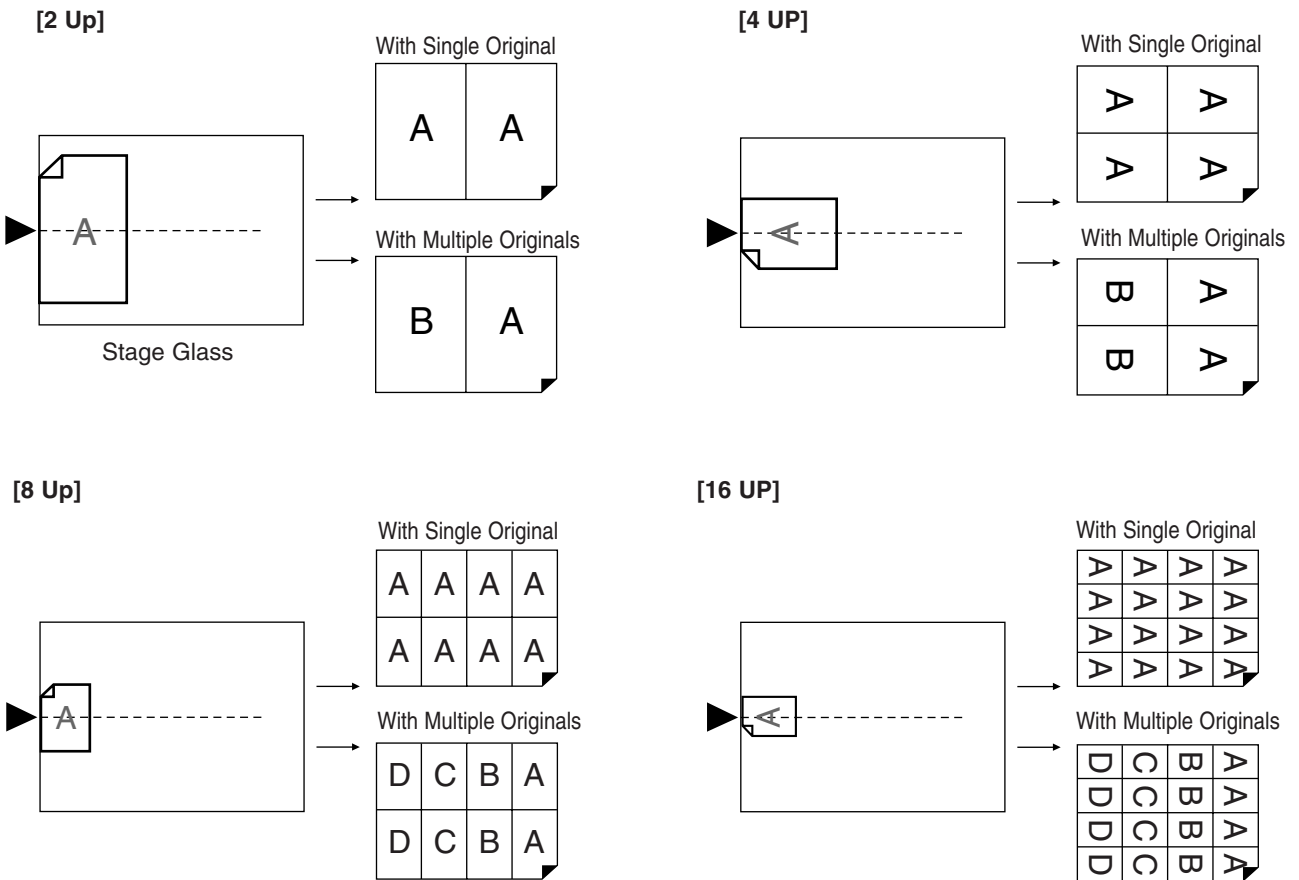 [2 Up]
With Single Original
A A
A
With Multiple Originals
B A
Stage Glass
[4 UP]
With Single Original
A A
A A
A
With Multiple Originals
B A
B A
[8 Up]
With Single Original
A A A A
A A A A
A
With Multiple Originals
D C B A
D C B A
[16 UP]
With Single Original
A A A A
A A A A
A A A A
A A A A
A
With Multiple Originals
D C B A
D C B A
D C B A
D C B A